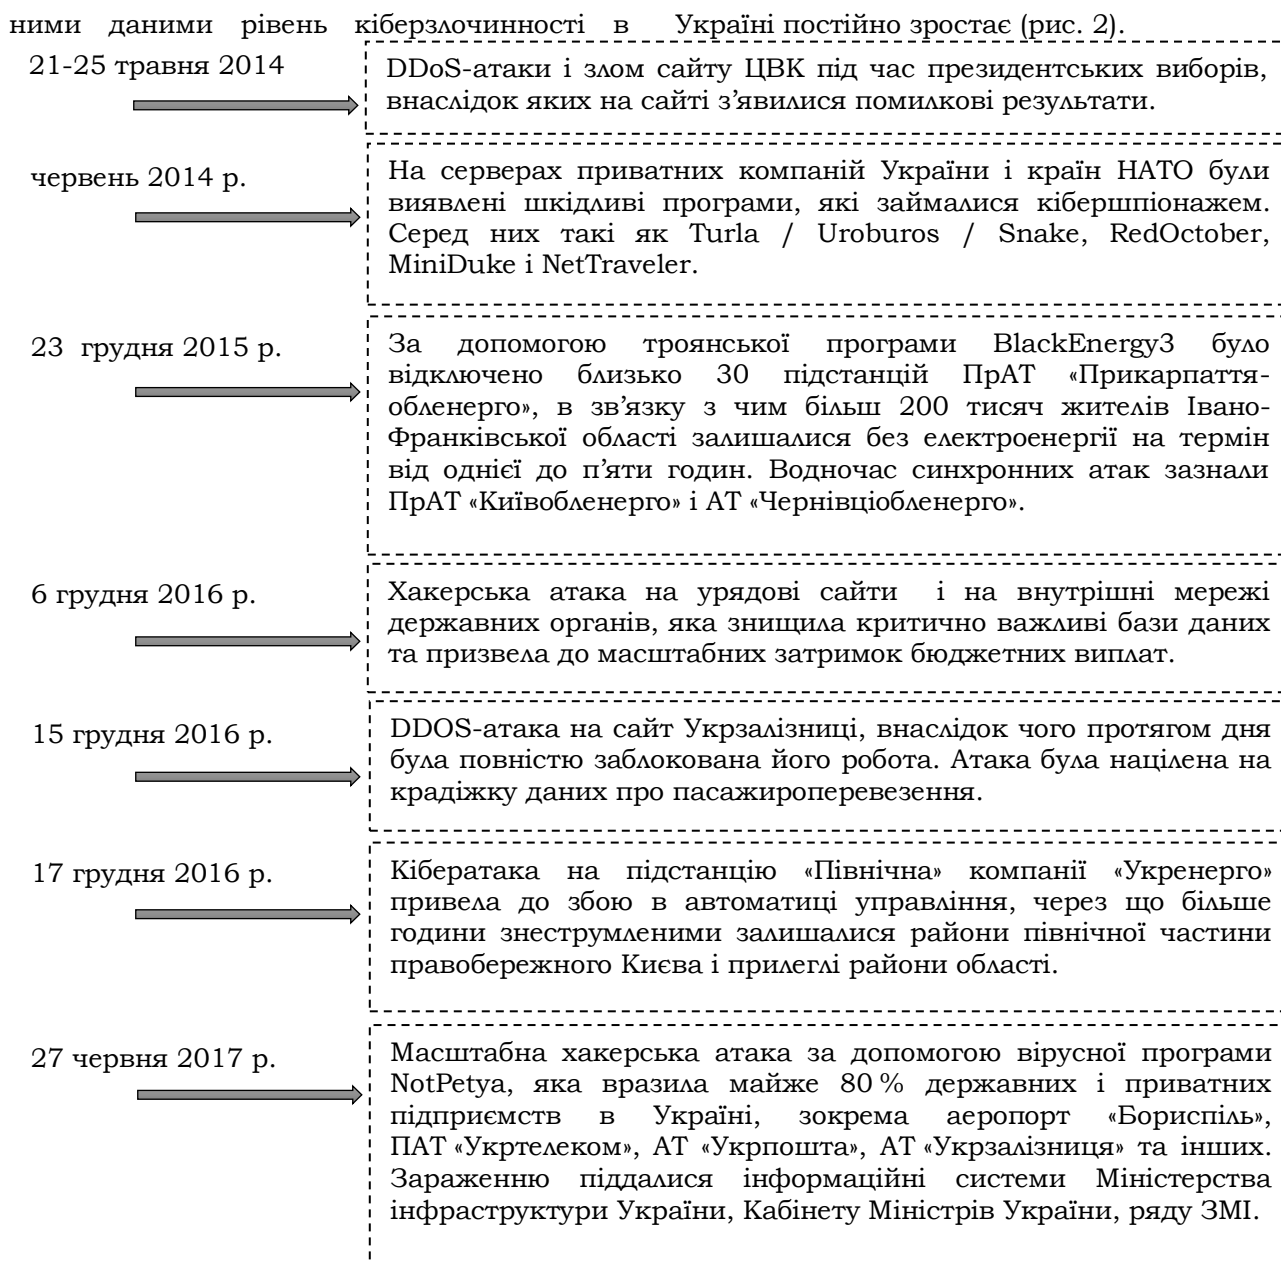 ними даними рівень кіберзлочинності в Україні постійно зростає (рис. 2).
21-25 травня 2014
DDoS-атаки і злом сайту ЦВК під час президентських виборів,
внаслідок яких на сайті з’явилися помилкові результати.
червень 2014 р.
На серверах приватних компаній України і країн НАТО були
виявлені шкідливі програми, які займалися кібершпіонажем.
Серед них такі як Turla / Uroburos / Snake, RedOctober,
MiniDuke і NetTraveler.
23 грудня 2015 р.
За допомогою троянської програми BlackEnergy3 було
відключено близько 30 підстанцій ПрАТ «Прикарпаття-
обленерго», в зв’язку з чим більш 200 тисяч жителів Івано-
Франківської області залишалися без електроенергії на термін
від однієї до п’яти годин. Водночас синхронних атак зазнали
ПрАТ «Київобленерго» і АТ «Чернівціобленерго».
6 грудня 2016 р.
Хакерська атака на урядові сайти і на внутрішні мережі
державних органів, яка знищила критично важливі бази даних
та призвела до масштабних затримок бюджетних виплат.
15 грудня 2016 р.
DDOS-атака на сайт Укрзалізниці, внаслідок чого протягом дня
була повністю заблокована його робота. Атака була націлена на
крадіжку даних про пасажироперевезення.
17 грудня 2016 р.
Кібератака на підстанцію «Північна» компанії «Укренерго»
привела до збою в автоматиці управління, через що більше
години знеструмленими залишалися райони північної частини
правобережного Києва і прилеглі райони області.
27 червня 2017 р.
Масштабна хакерська атака за допомогою вірусної програми
NotPetya, яка вразила майже 80 % державних і приватних
підприємств в Україні, зокрема аеропорт «Бориспіль»,
ПАТ «Укртелеком», АТ «Укрпошта», АТ «Укрзалізниця» та інших.
Зараженню піддалися інформаційні системи Міністерства
інфраструктури України, Кабінету Міністрів України, ряду ЗМІ.